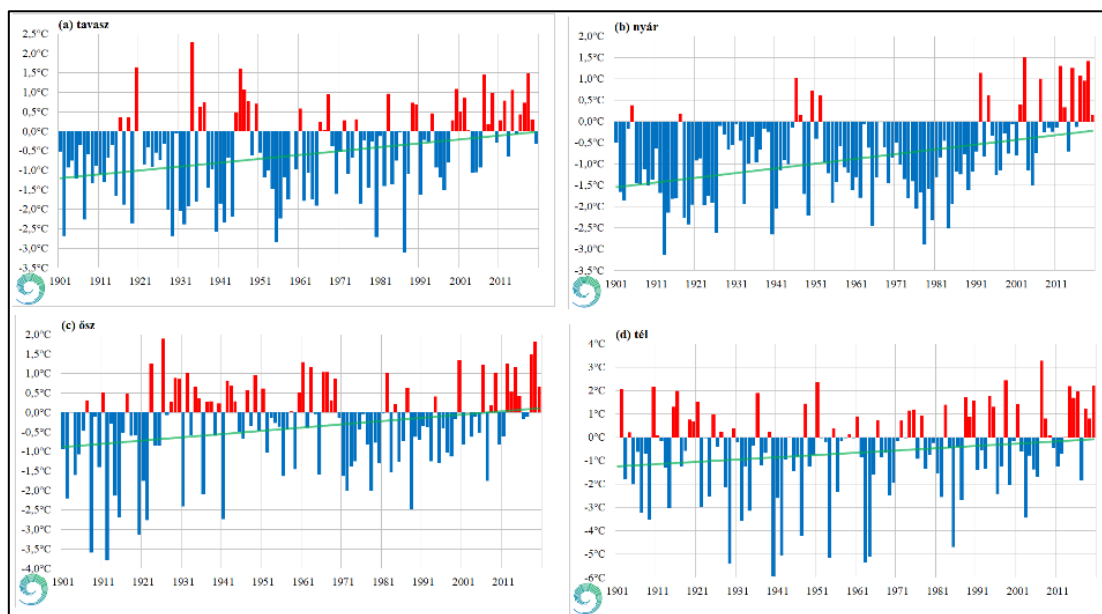 (a) tavasz
2,5°C
2,0°C
1,5°C
1,0°C
0,5°C
0,0°C
-0,5°C
-1,0°C
-1,5°C
-2,0°C
-2,5°C
-3,0°C
-3,5°C
1901 1911 1921 1931 1941 1951 1961 1971 1981 1991 2001 2011
(b) nyár
2,0°C
1,5°C
1,0°C
0,5°C
0,0°C
-0,5°C
-1,0°C
-1,5°C
-2,0°C
-2,5°C
-3,0°C
-3,5°C
1901 1911 1921 1931 1941 1951 1961 1971 1981 1991 2001 2011
(c) ősz
2,0°C
1,5°C
1,0°C
0,5°C
0,0°C
-0,5°C
-1,0°C
-1,5°C
-2,0°C
-2,5°C
-3,0°C
-3,5°C
-4,0°C
1901 1911 1921 1931 1941 1951 1961 1971 1981 1991 2001 2011
(d) tél
4°C
2°C
0°C
-1°C
-2°C
-4°C
-5°C
-6°C
1901 1911 1921 1931 1941 1951 1961 1971 1981 1991 2001 2011